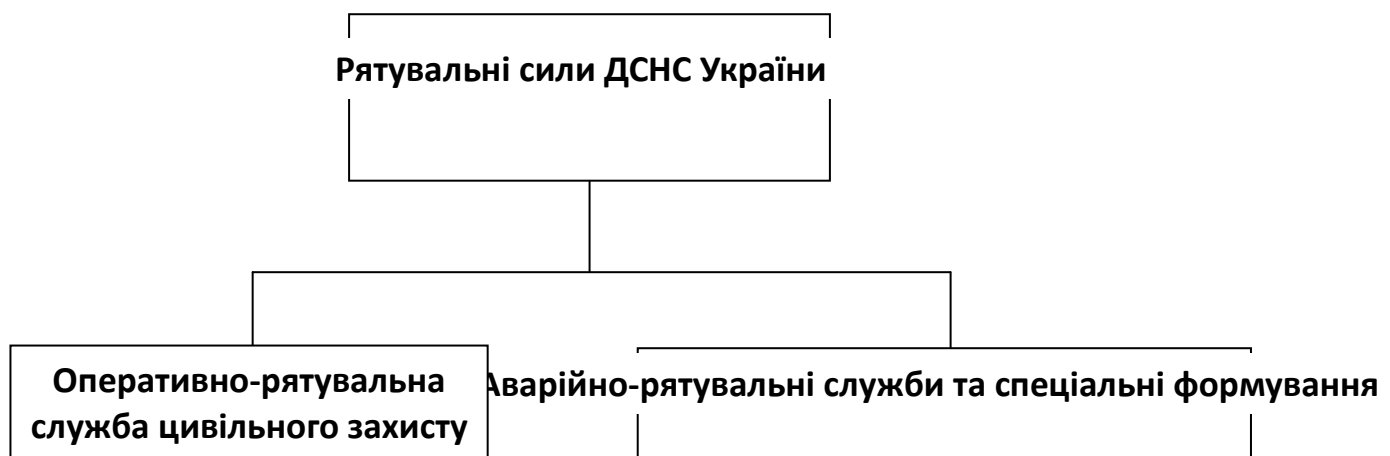 Рятувальні сили ДСНС України
Оперативно-рятувальна
служба цивільного захисту
Аварійно-рятувальні служби та спеціальні формування